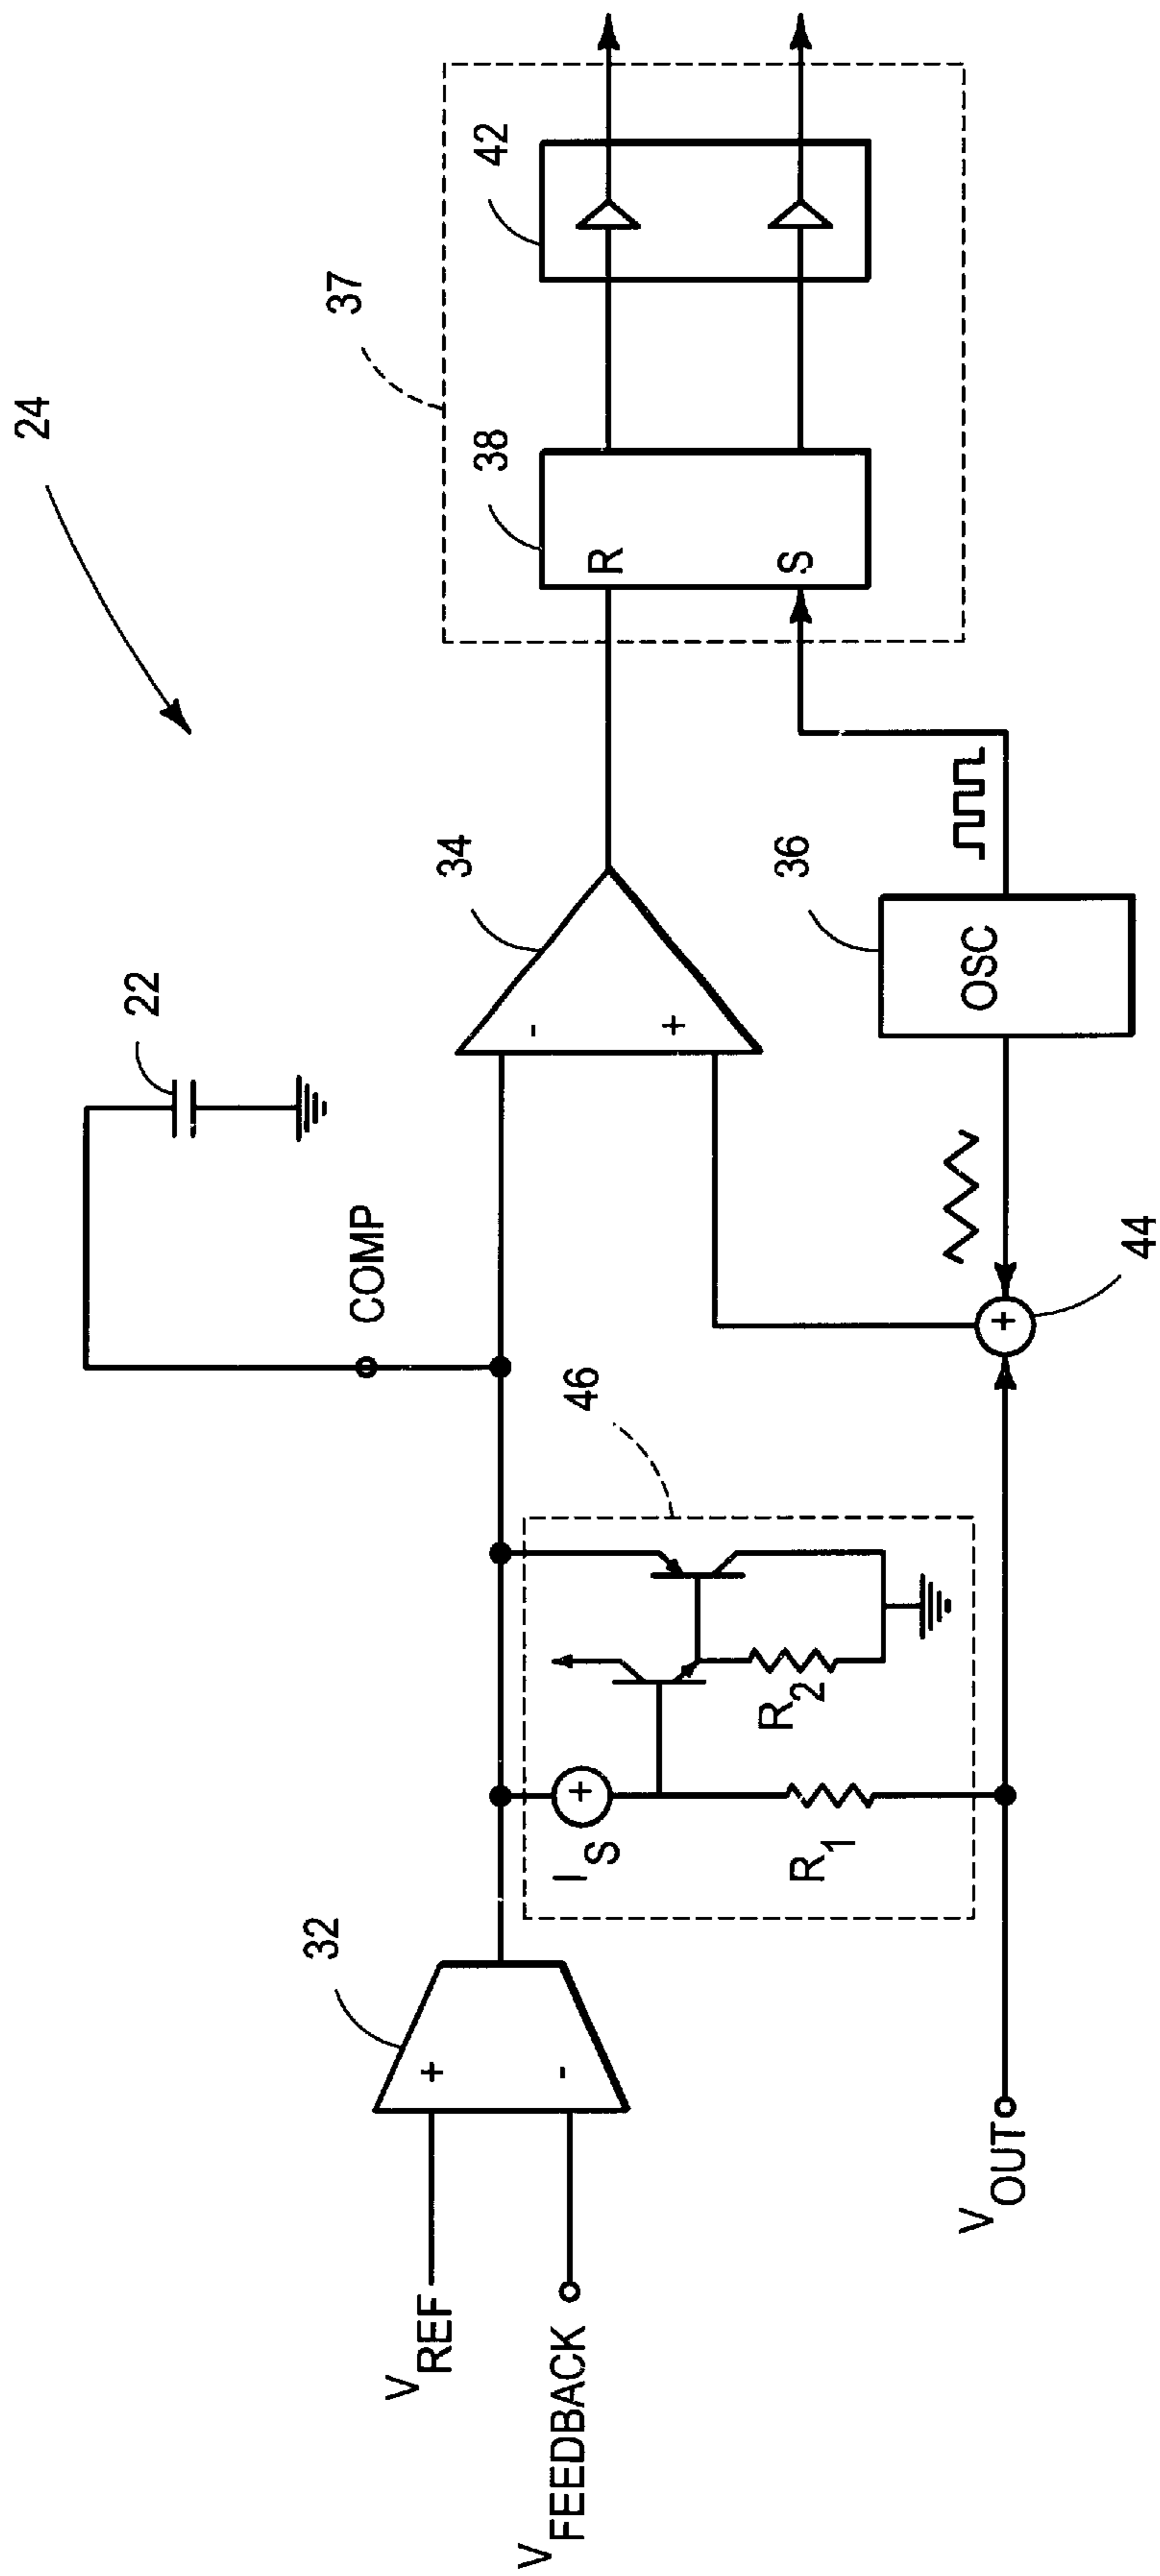 24
37
22
34
38
42
32
46
COMP
36
44
V REF
V FEEDBACK
V OUT
+
-
-
+
I S
+
R 1
R 2
+
OSC
R
S